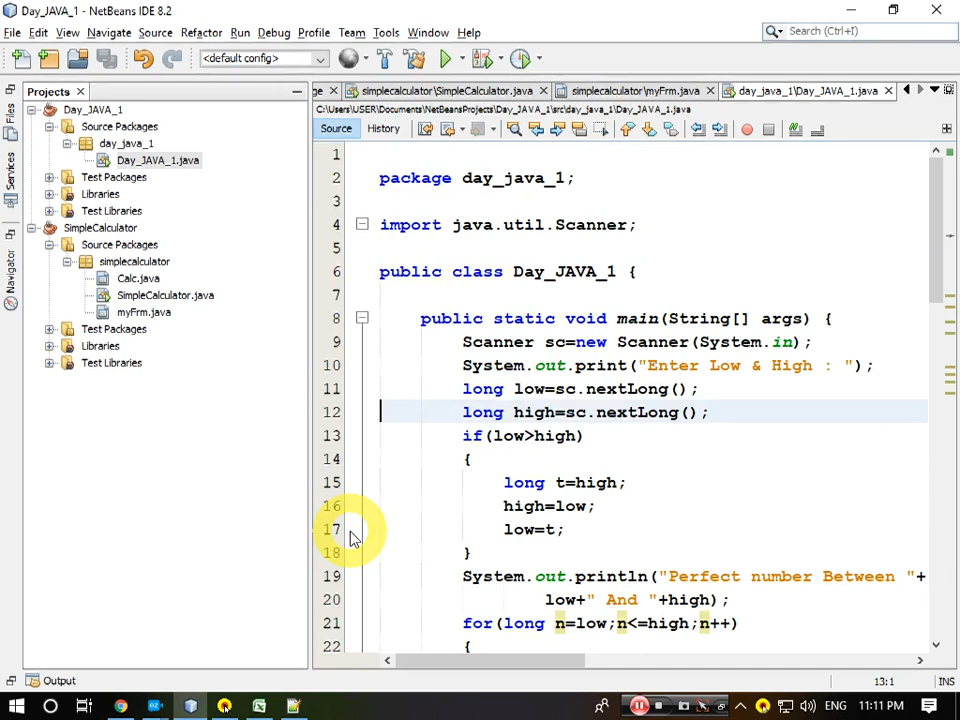 Day_JAVA_1 - NetBeans IDE 8.2
File Edit View Navigate Source Refactor Run Debug Profile Team Tools Window Help
Search (Ctrl+I)
<default config>
Projects
ge simplecalculator\SimpleCalculator.java simplecalculator\myFrm.java day_java_1\Day_JAVA_1.java
C:\Users\USER\Documents\NetBeansProjects\Day_JAVA_1\src\day_java_1\Day_JAVA_1.java
Source History
Files
Services
Navigator
Day_JAVA_1
Source Packages
day_java_1
Day_JAVA_1.java
Test Packages
Libraries
Test Libraries
SimpleCalculator
Source Packages
simplecalculator
Calc.java
SimpleCalculator.java
myFrm.java
Test Packages
Libraries
Test Libraries
1
2 package day_java_1;
3
4 import java.util.Scanner;
5
6 public class Day_JAVA_1 {
7
8 public static void main(String[] args) {
9 Scanner sc=new Scanner(System.in);
10 System.out.print("Enter Low & High : ");
11 long low=sc.nextLong();
12 long high=sc.nextLong();
13 if(low>high)
14 {
15 long t=high;
16 high=low;
17 low=t;
18 }
19 System.out.println("Perfect number Between "+
20 low+" And "+high);
21 for(long n=low;n<=high;n++)
22 {
Output
13:1 INS
ENG 11:11 PM